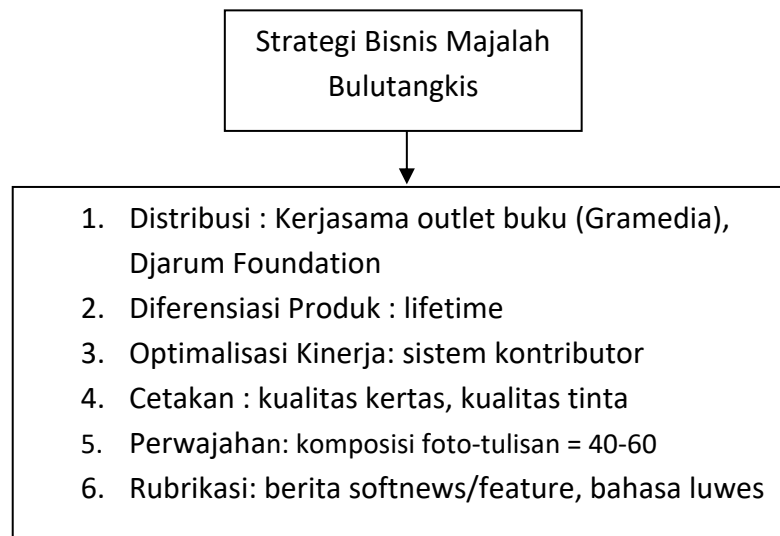 Strategi Bisnis Majalah
Bulutangkis
1. Distribusi : Kerjasama outlet buku (Gramedia),
Djarum Foundation
2. Diferensiasi Produk : lifetime
3. Optimalisasi Kinerja: sistem kontributor
4. Cetakan : kualitas kertas, kualitas tinta
5. Perwajahan: komposisi foto-tulisan = 40-60
6. Rubrikasi: berita softnews/feature, bahasa luwes